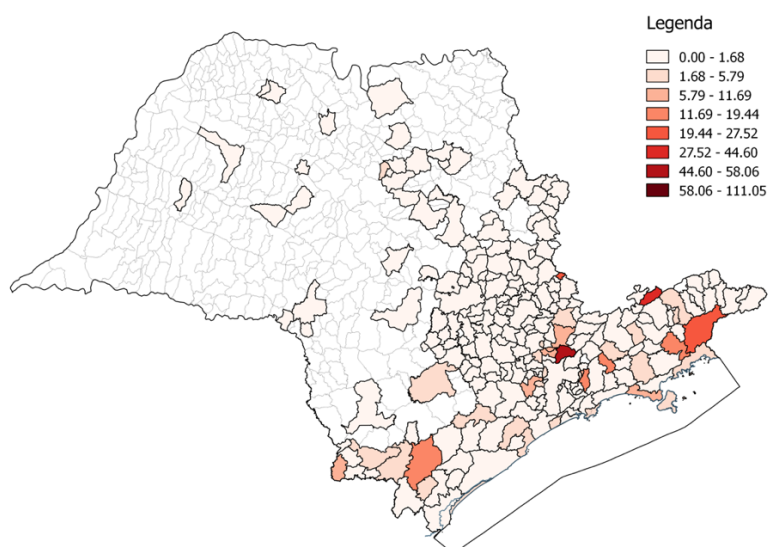 Legenda
0.00 - 1.68
1.68 - 5.79
5.79 - 11.69
11.69 - 19.44
19.44 - 27.52
27.52 - 44.60
44.60 - 58.06
58.06 - 111.05